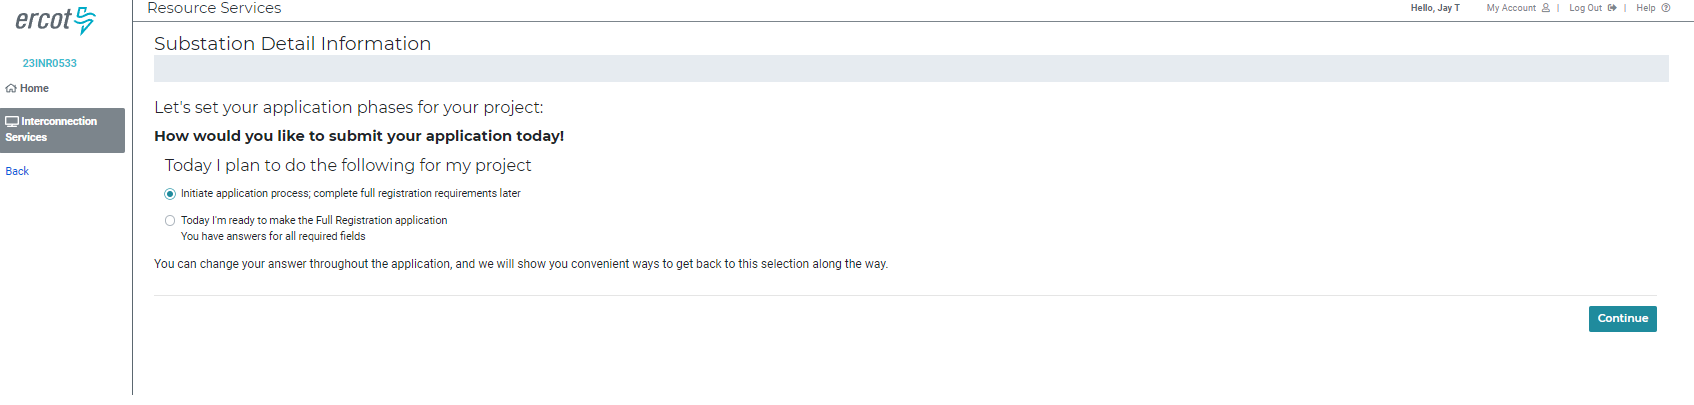 ercot
Resource Services
Hello, Jay T
My Account |
Log Out |
Help
23INR0533
Home
Interconnection
Services
Back
Substation Detail Information
Let's set your application phases for your project:
How would you like to submit your application today!
Today I plan to do the following for my project
Initiate application process; complete full registration requirements later
Today I'm ready to make the Full Registration application
You have answers for all required fields
You can change your answer throughout the application, and we will show you convenient ways to get back to this selection along the way.
Continue